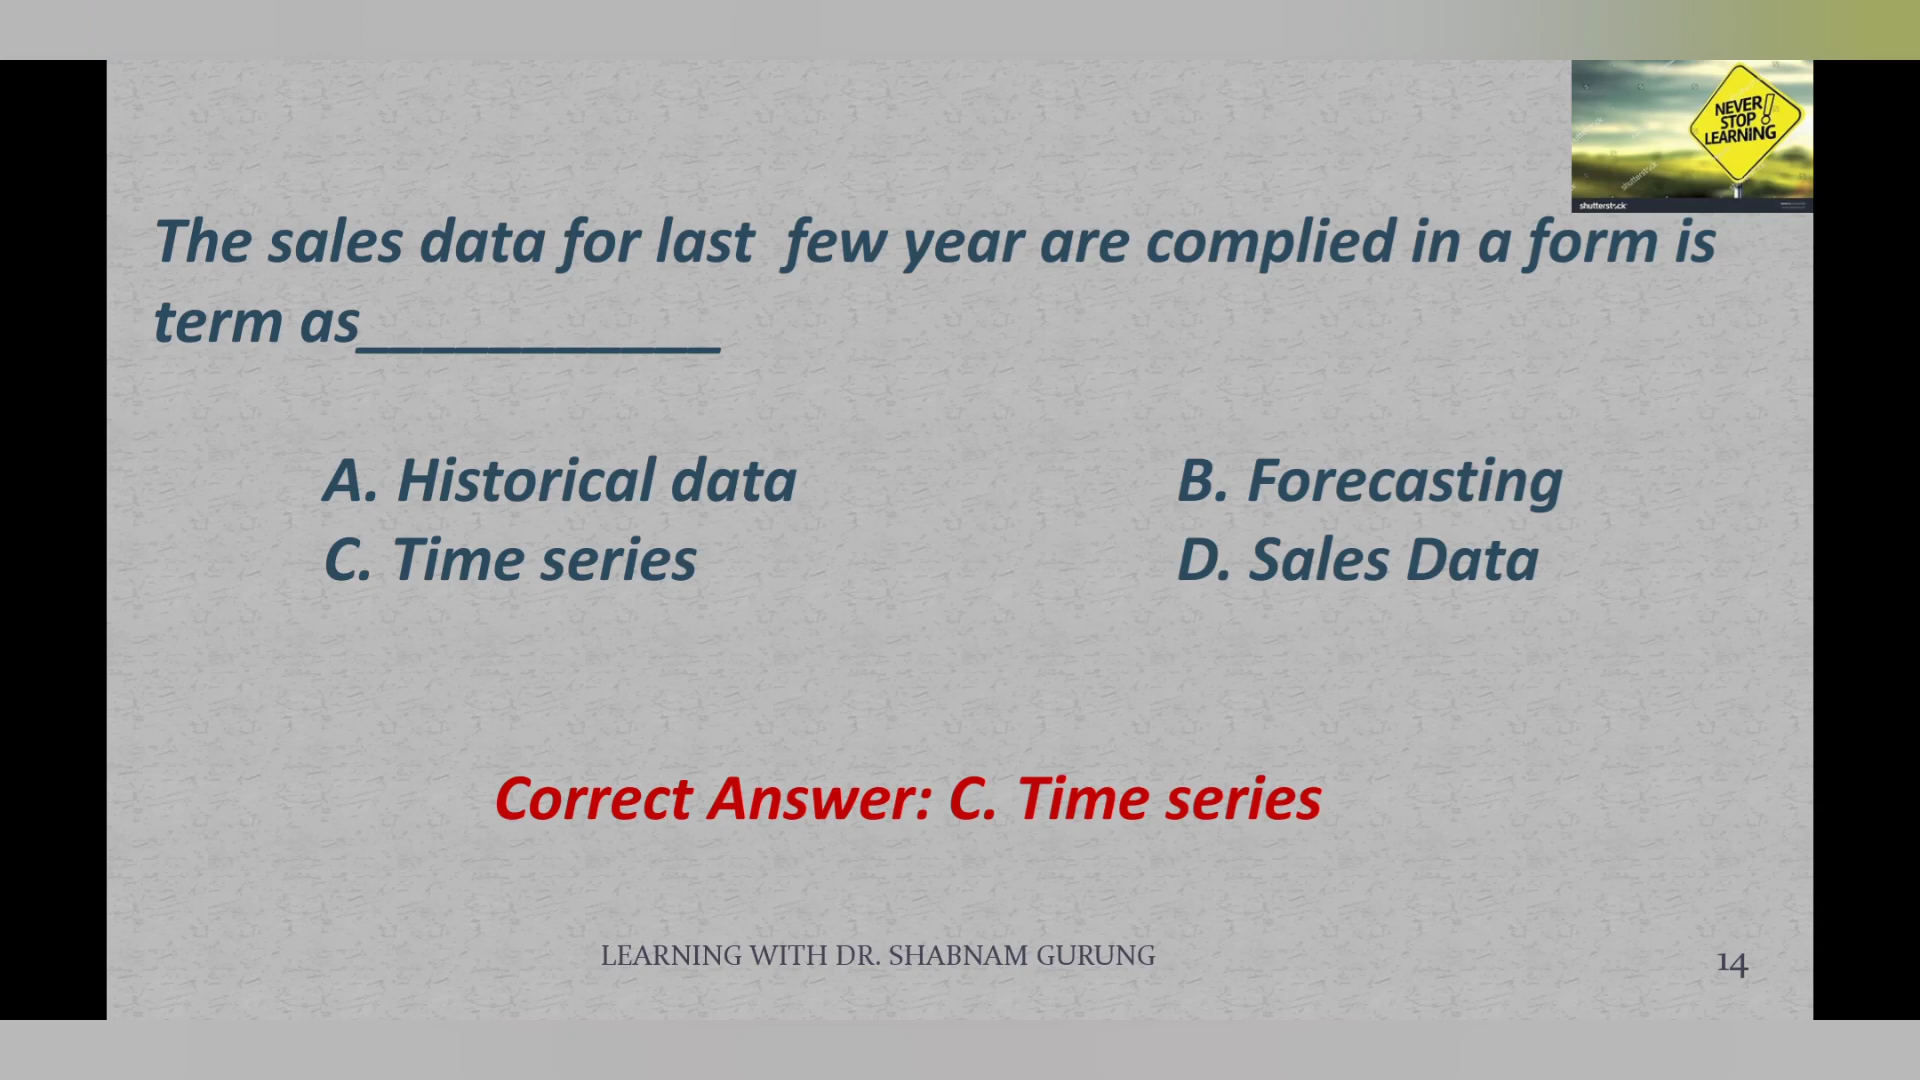 NEVER!
STOP
LEARNING
shutterstock
The sales data for last few year are complied in a form is
term as___________
A. Historical data B. Forecasting
C. Time series D. Sales Data
Correct Answer: C. Time series
LEARNING WITH DR. SHABNAM GURUNG 14